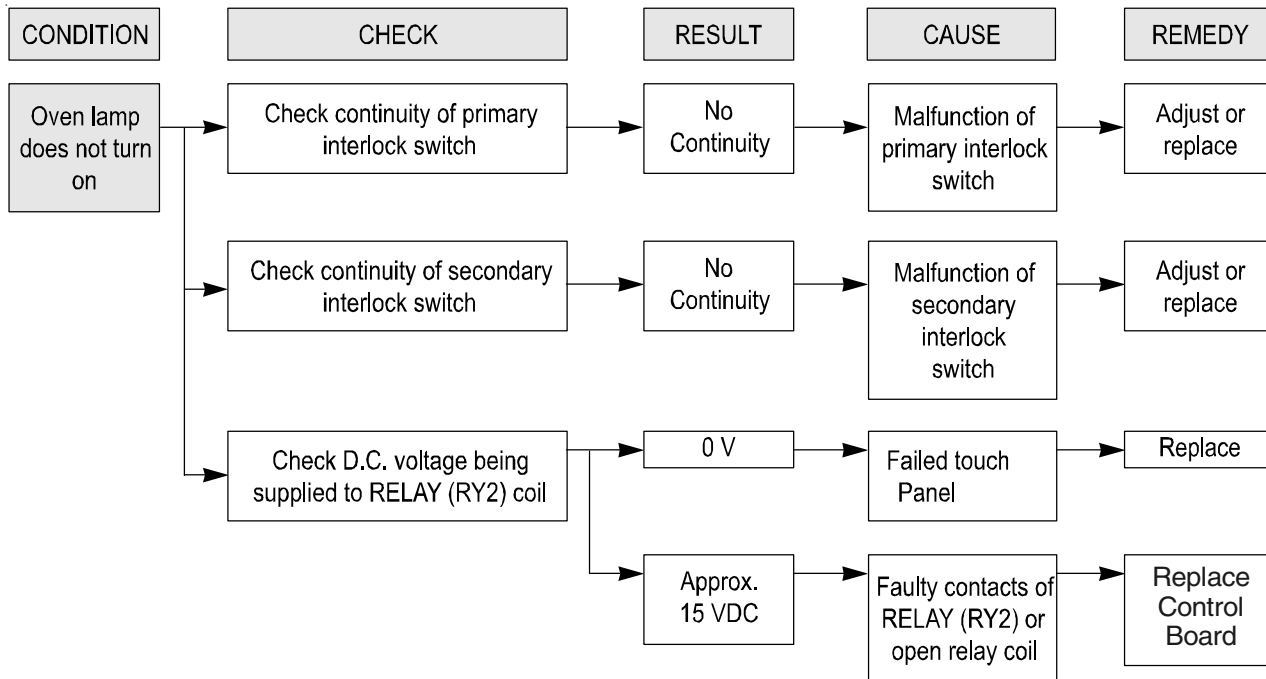 CONDITION
CHECK
RESULT
CAUSE
REMEDY
Oven lamp
does not turn
on
Check continuity of primary
interlock switch
No
Continuity
Malfunction of
primary interlock
switch
Adjust or
replace
Check continuity of secondary
interlock switch
No
Continuity
Malfunction of
secondary
interlock
switch
Adjust or
replace
Check D.C. voltage being
supplied to RELAY (RY2) coil
0 V
Failed touch
Panel
Replace
Approx.
15 VDC
Faulty contacts of
RELAY (RY2) or
open relay coil
Replace
Control
Board